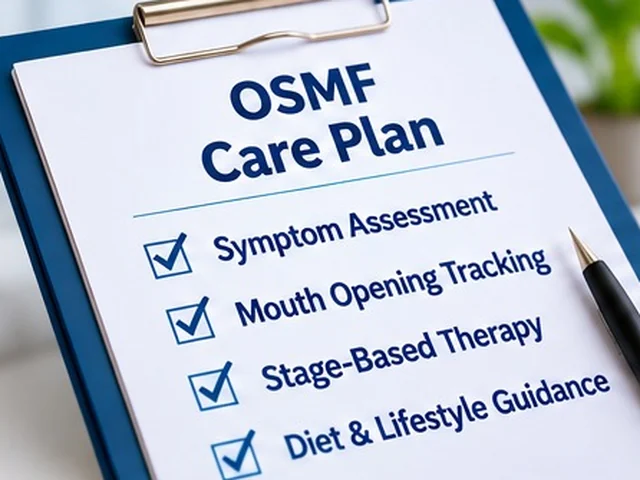 OSMF
Care Plan
Symptom Assessment
Mouth Opening Tracking
Stage-Based Therapy
Diet & Lifestyle Guidance